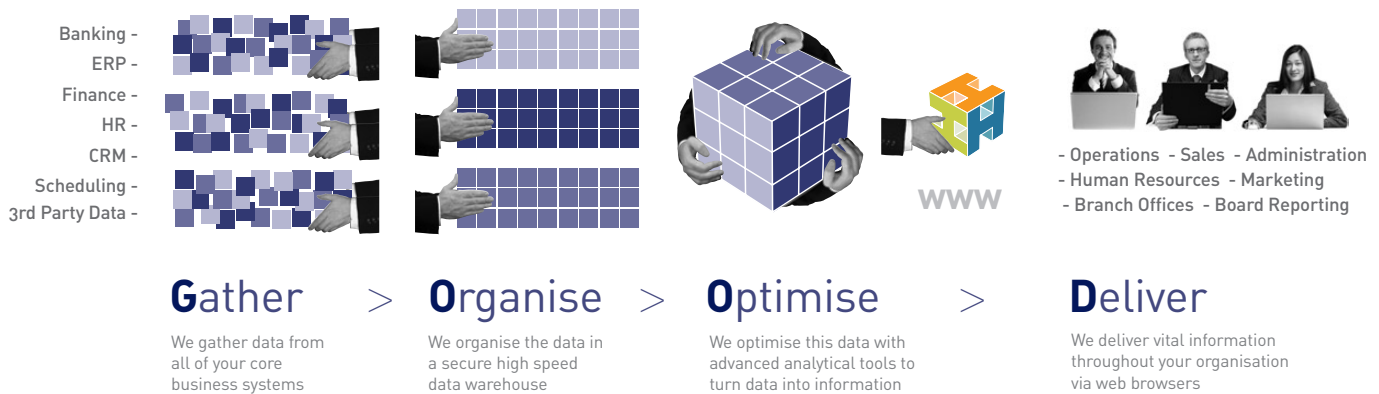 Banking -
ERP -
Finance -
HR -
CRM -
Scheduling -
3rd Party Data -
www
- Operations - Sales - Administration
- Human Resources - Marketing
- Branch Offices - Board Reporting
Gather > Organise > Optimise > Deliver
We gather data from
all of your core
business systems
We organise the data in
a secure high speed
data warehouse
We optimise this data with
advanced analytical tools to
turn data into information
We deliver vital information
throughout your organisation
via web browsers